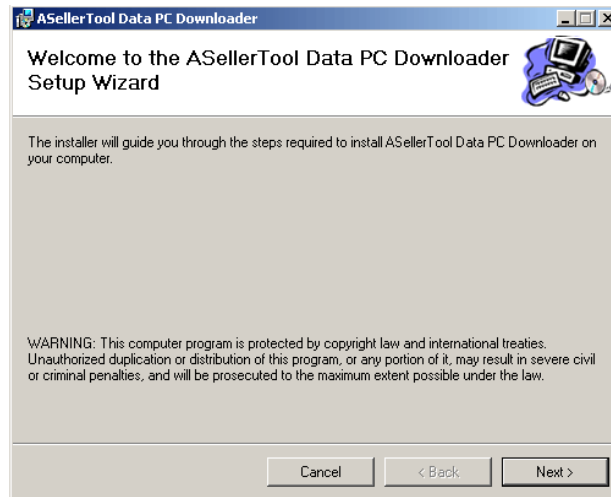 ASellerTool Data PC Downloader
Welcome to the ASellerTool Data PC Downloader
Setup Wizard
The installer will guide you through the steps required to install ASellerTool Data PC Downloader on
your computer.
WARNING: This computer program is protected by copyright law and international treaties.
Unauthorized duplication or distribution of this program, or any portion of it, may result in severe civil
or criminal penalties, and will be prosecuted to the maximum extent possible under the law.
Cancel
< Back
Next >